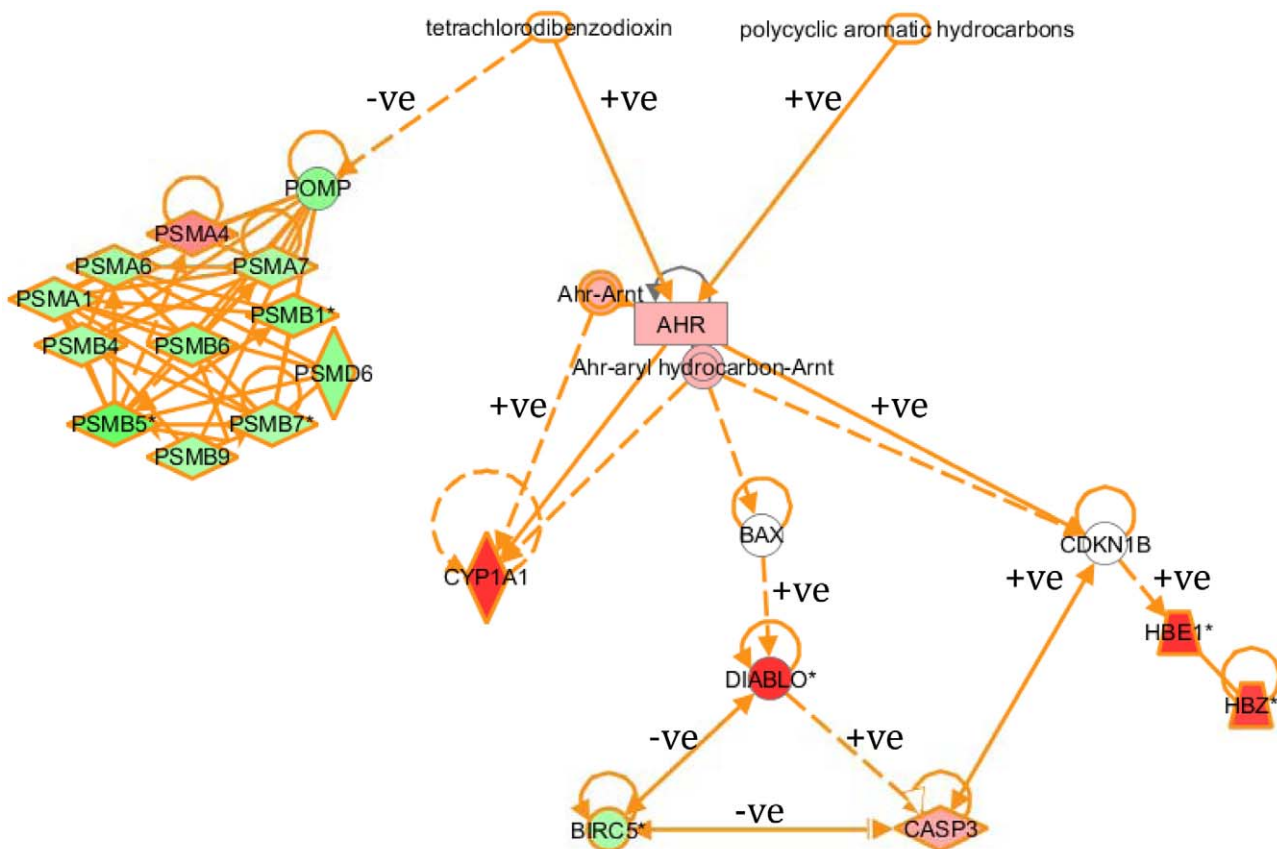 tetrachlorodibenzodioxin
polycyclic aromatic hydrocarbons
-ve
+ve
+ve
POMP
PSMA4
PSMA6
PSMA7
PSMA1
PSMB1*
PSMB4
PSMB6
PSMD6
PSMB5*
PSMB7*
PSMB9
Ahr-Arnt
AHR
Ahr-aryl hydrocarbon-Arnt
+ve
+ve
CYP1A1
BAX
CDKN1B
+ve
+ve
+ve
HBE1*
DIABLO*
HBZ*
-ve
+ve
-ve
BIRC5*
CASP3